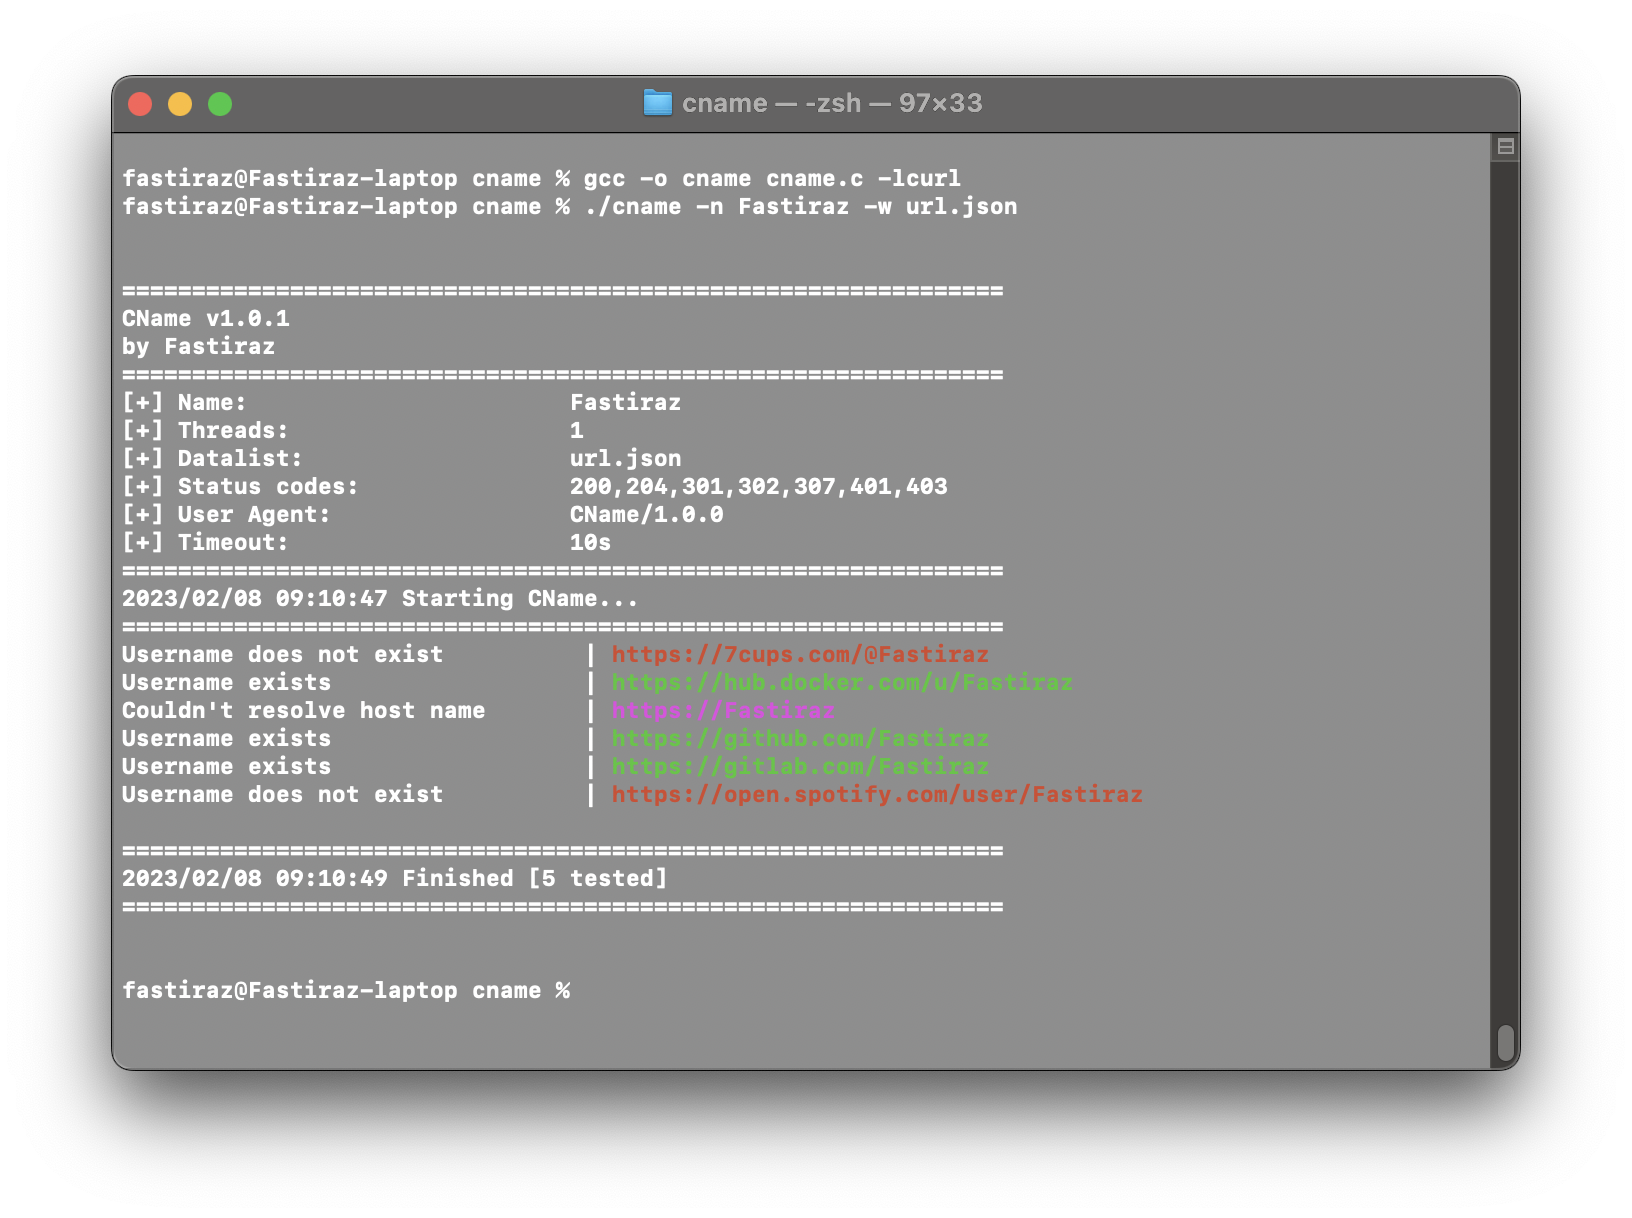 cname — -zsh — 97×33
fastiraz@Fastiraz-laptop cname % gcc -o cname cname.c -lcurl
fastiraz@Fastiraz-laptop cname % ./cname -n Fastiraz -w url.json
===============================================================
CName v1.0.1
by Fastiraz
===============================================================
[+] Name:                       Fastiraz
[+] Threads:                    1
[+] Datalist:                   url.json
[+] Status codes:               200,204,301,302,307,401,403
[+] User Agent:                 CName/1.0.0
[+] Timeout:                    10s
===============================================================
2023/02/08 09:10:47 Starting CName...
===============================================================
Username does not exist          | https://7cups.com/@Fastiraz
Username exists                  | https://hub.docker.com/u/Fastiraz
Couldn't resolve host name       | https://Fastiraz
Username exists                  | https://github.com/Fastiraz
Username exists                  | https://gitlab.com/Fastiraz
Username does not exist          | https://open.spotify.com/user/Fastiraz
===============================================================
2023/02/08 09:10:49 Finished [5 tested]
===============================================================
fastiraz@Fastiraz-laptop cname %